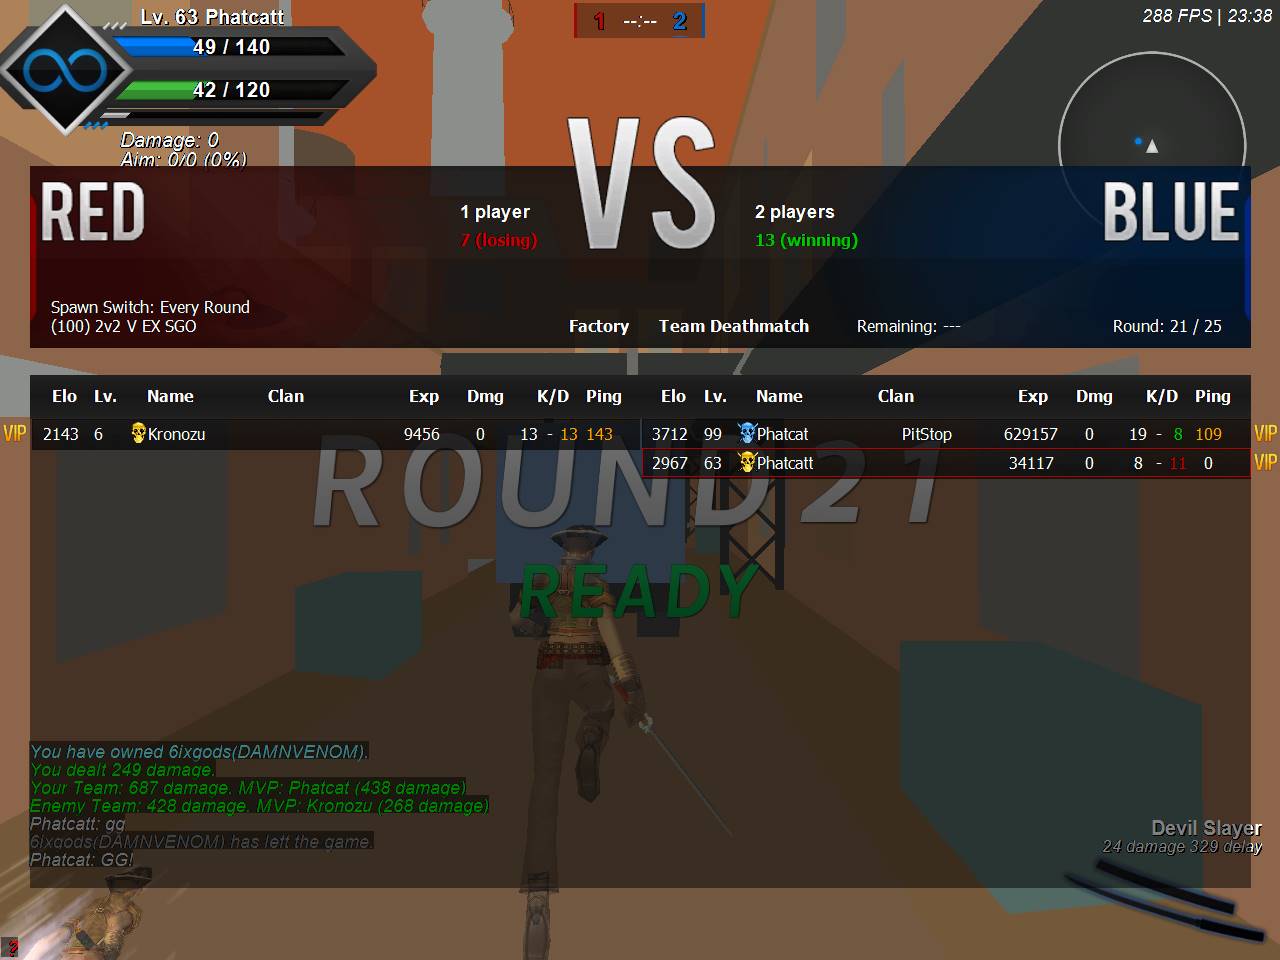 Lv. 63 Phatcatt
49 / 140
42 / 120
Damage: 0
Aim: 0/0 (0%)
1 --:-- 2
288 FPS | 23:38
RED
1 player
7 (losing)
VS
2 players
13 (winning)
BLUE
Spawn Switch: Every Round
(100) 2v2 V EX SGO
Factory Team Deathmatch Remaining: --- Round: 21 / 25
Elo Lv. Name Clan Exp Dmg K/D Ping Elo Lv. Name Clan Exp Dmg K/D Ping
VIP 2143 6 Kronozu 9456 0 13 - 13 143 3712 99 Phatcat PitStop 629157 0 19 - 8 109 VIP
2967 63 Phatcatt 34117 0 8 - 11 0 VIP
ROUND 21
READY
You have owned 6ixgods(DAMNVENOM).
You dealt 249 damage.
Your Team: 687 damage. MVP: Phatcat (438 damage)
Enemy Team: 428 damage. MVP: Kronozu (268 damage)
Phatcatt: gg
6ixgods(DAMNVENOM) has left the game.
Phatcat: GG!
Devil Slayer
24 damage 329 delay
2